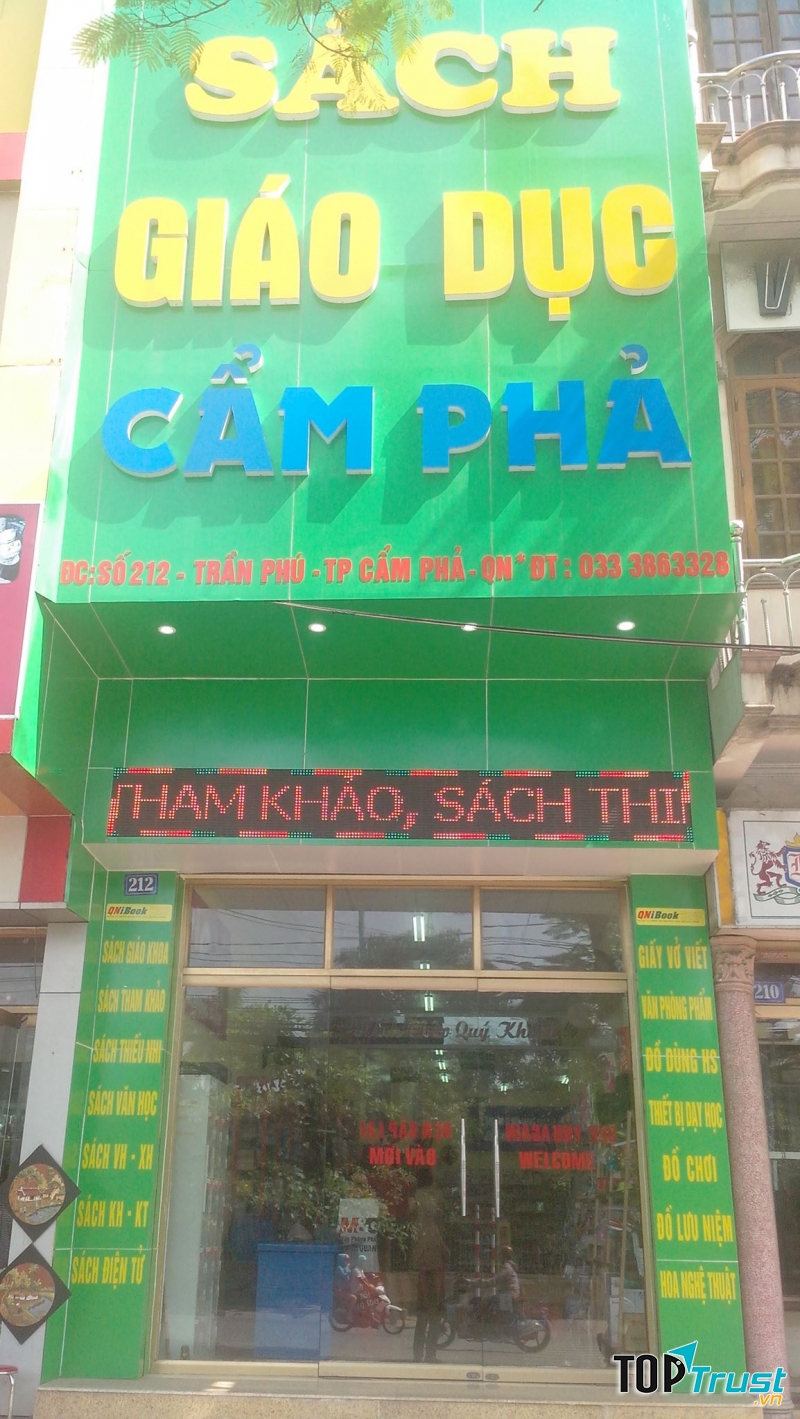 SÁCH
GIÁO DỤC
CẨM PHẢ
ĐC: SỐ 212 - TRẦN PHÚ - TP CẨM PHẢ - QN * ĐT : 033 3863328
THAM KHẢO, SÁCH THI
212
QNiBook
SÁCH GIÁO KHOA
SÁCH THAM KHẢO
SÁCH THIẾU NHI
SÁCH VĂN HỌC
SÁCH VH - XH
SÁCH KH - KT
SÁCH ĐIỆN TỬ
Quý Kh
MỜI VÀO
WELCOME
QNiBook
GIẤY VỞ VIẾT
VĂN PHÒNG PHẨM
ĐỒ DÙNG HS
THIẾT BỊ DẠY HỌC
ĐỒ CHƠI
ĐỒ LƯU NIỆM
HOA NGHỆ THUẬT
210
TOPTrust.vn